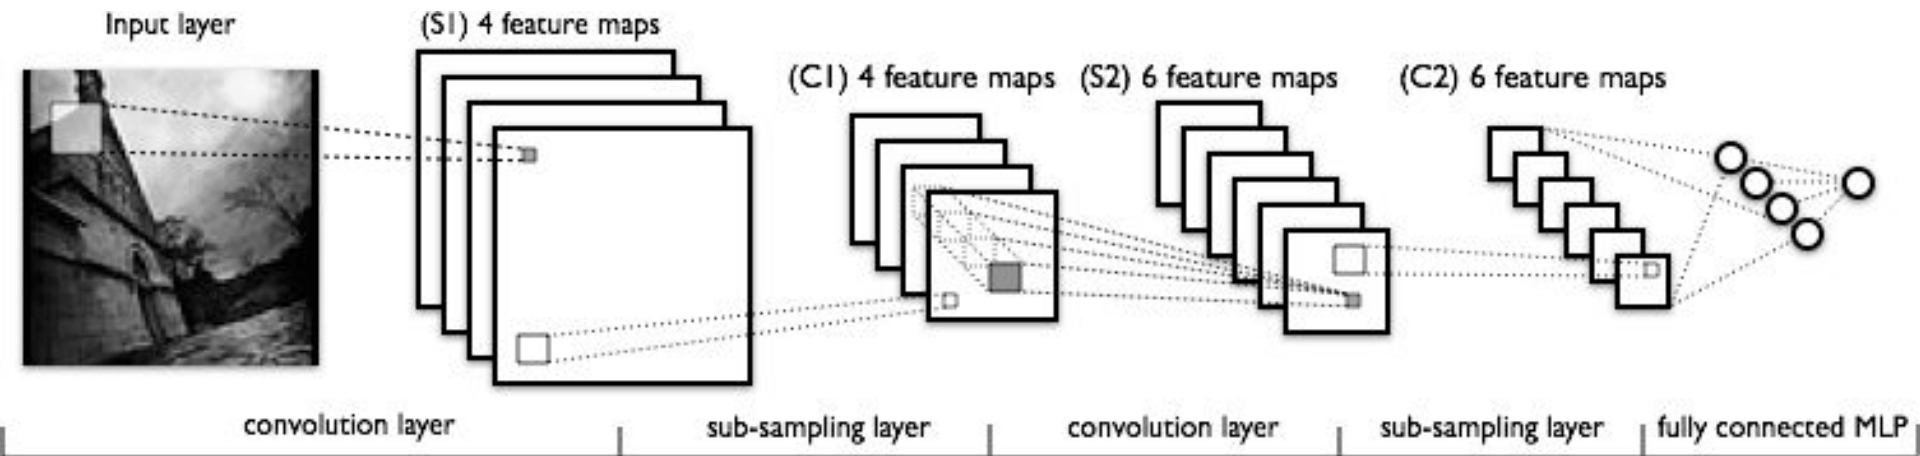 Input layer
(S1) 4 feature maps
(C1) 4 feature maps
(S2) 6 feature maps
(C2) 6 feature maps
convolution layer
sub-sampling layer
convolution layer
sub-sampling layer
fully connected MLP